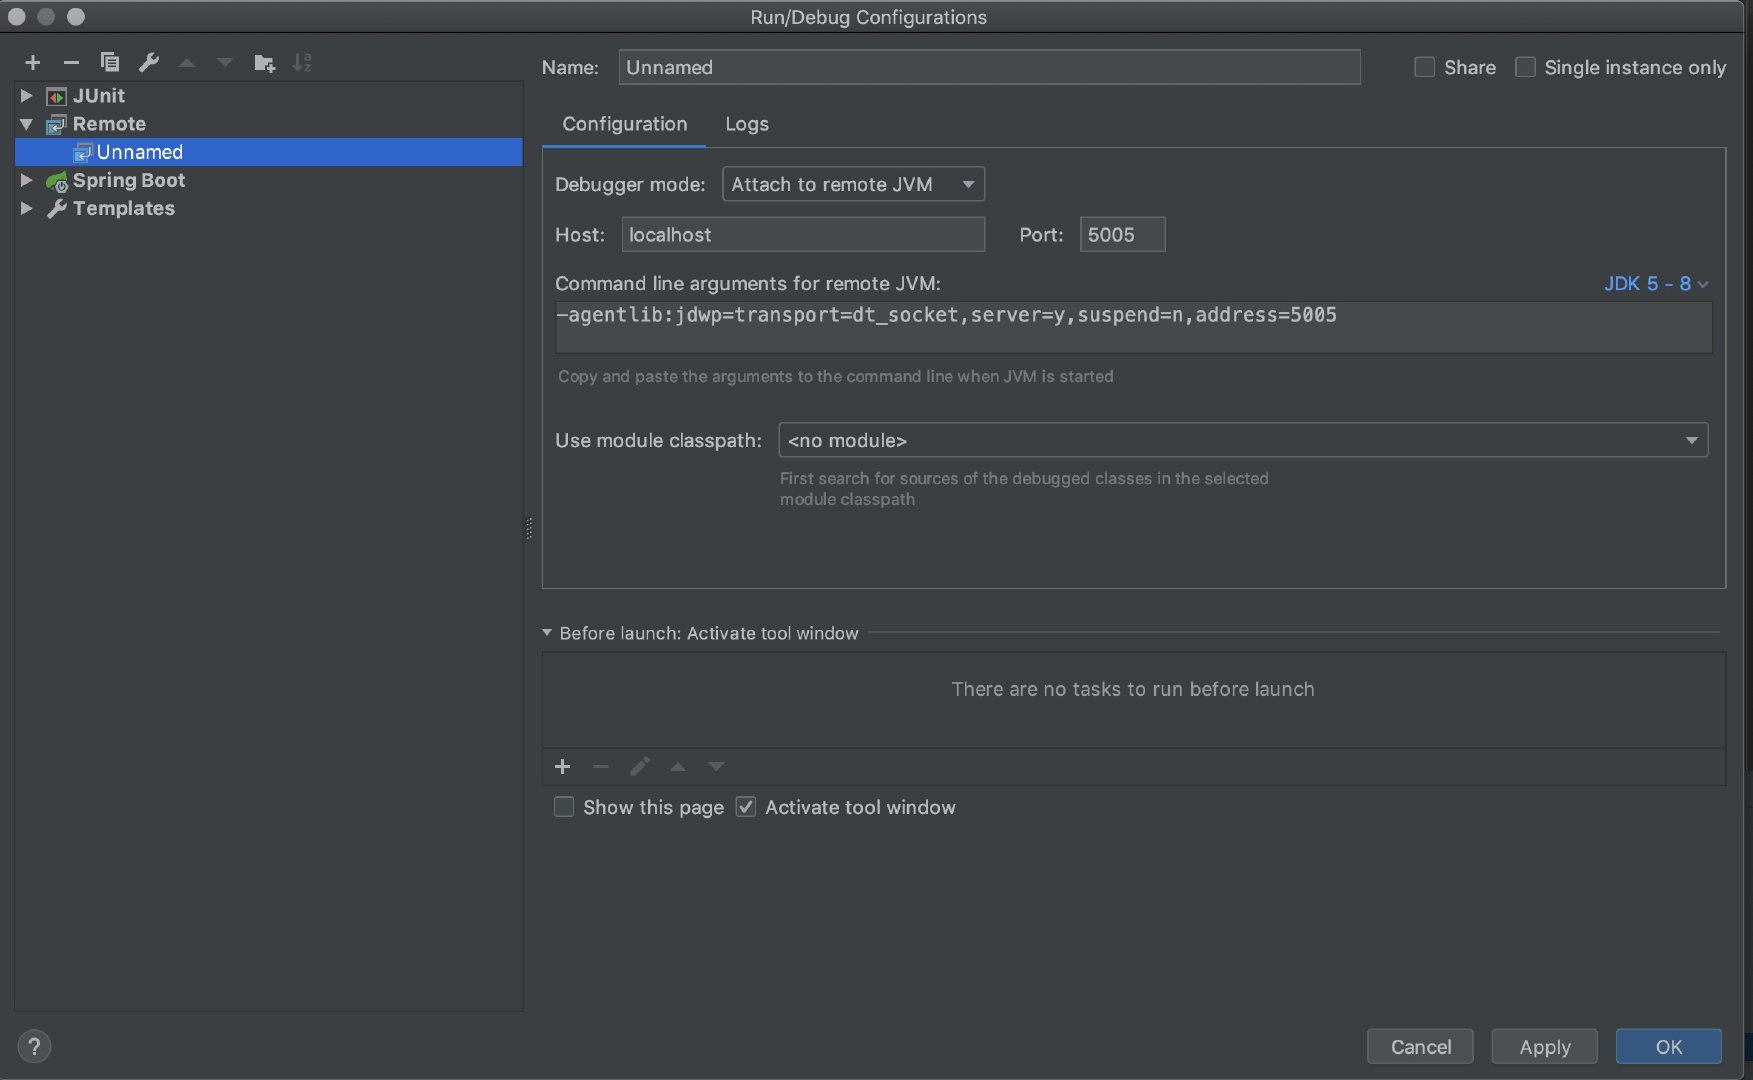 Run/Debug Configurations
Name: Unnamed Share Single instance only
JUnit
Remote
Unnamed
Spring Boot
Templates
Configuration Logs
Debugger mode: Attach to remote JVM
Host: localhost Port: 5005
Command line arguments for remote JVM: JDK 5 - 8
-agentlib:jdwp=transport=dt_socket,server=y,suspend=n,address=5005
Copy and paste the arguments to the command line when JVM is started
Use module classpath: <no module>
First search for sources of the debugged classes in the selected
module classpath
Before launch: Activate tool window
There are no tasks to run before launch
Show this page Activate tool window
? Cancel Apply OK